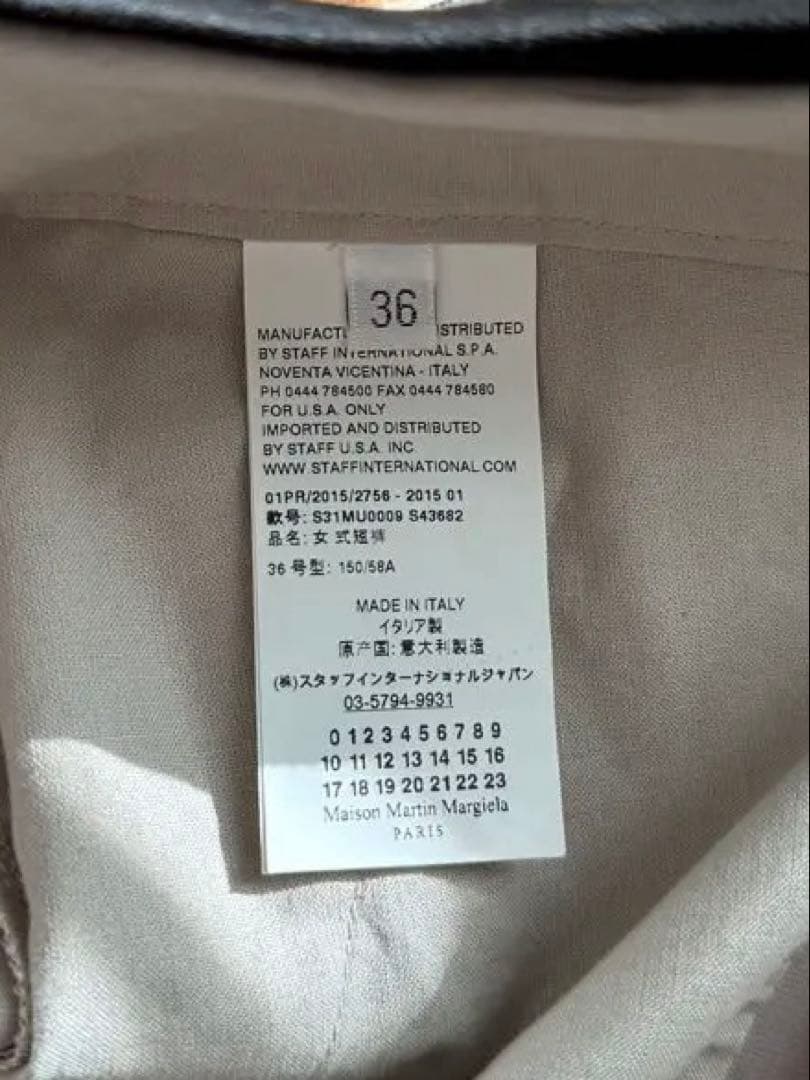 36
MANUFACT ISTRIBUTED
BY STAFF INTERNATIONAL S.P.A.
NOVENTA VICENTINA - ITALY
PH 0444 784500 FAX 0444 784580
FOR U.S.A. ONLY
IMPORTED AND DISTRIBUTED
BY STAFF U.S.A. INC.
WWW.STAFFINTERNATIONAL.COM
01PR/2015/2756 - 2015 01
款号: S31MU0009 S43682
品名: 女式短裤
36 号型: 150/58A
MADE IN ITALY
イタリア製
原产国: 意大利製造
(株)スタッフインターナショナルジャパン
03-5794-9931
0 1 2 3 4 5 6 7 8 9
10 11 12 13 14 15 16
17 18 19 20 21 22 23
Maison Martin Margiela
PARIS